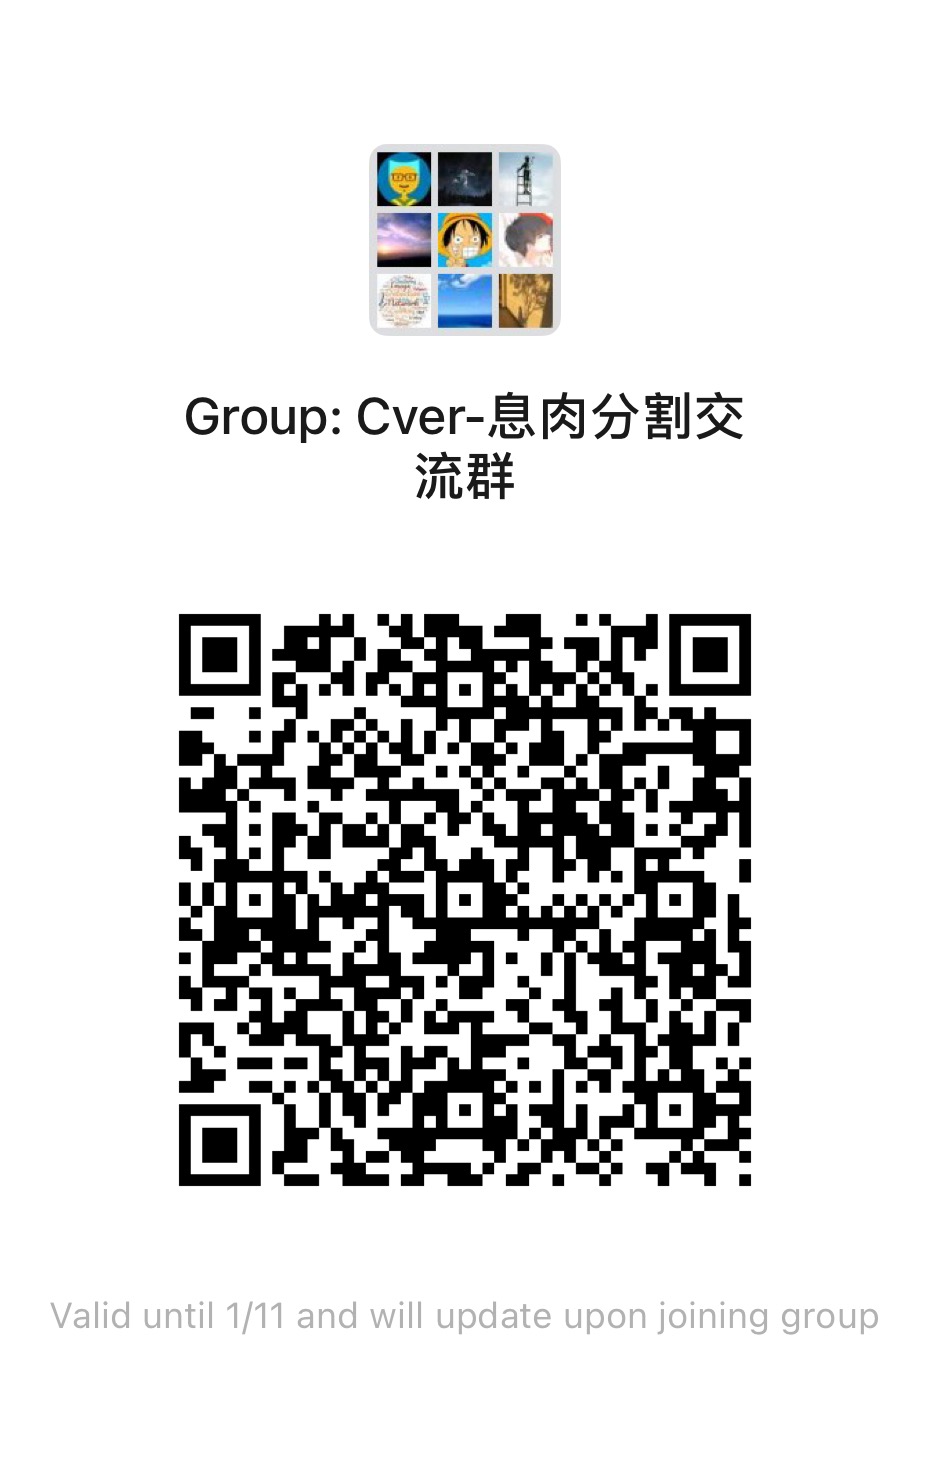 Group: Cver-息肉分割交
流群
Valid until 1/11 and will update upon joining group